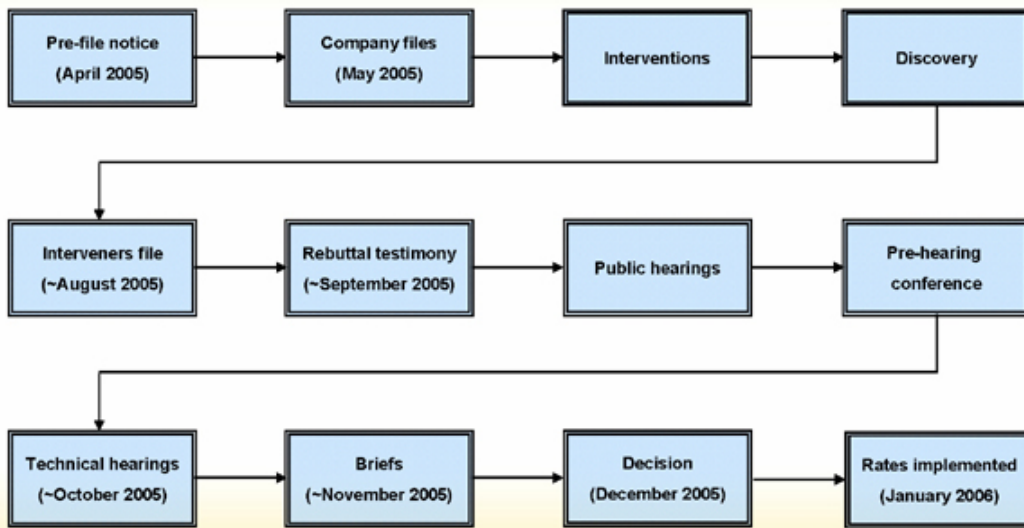 Pre-file notice
(April 2005)
Company files
(May 2005)
Interventions
Discovery
Interveners file
(~August 2005)
Rebuttal testimony
(~September 2005)
Public hearings
Pre-hearing
conference
Technical hearings
(~October 2005)
Briefs
(~November 2005)
Decision
(December 2005)
Rates implemented
(January 2006)